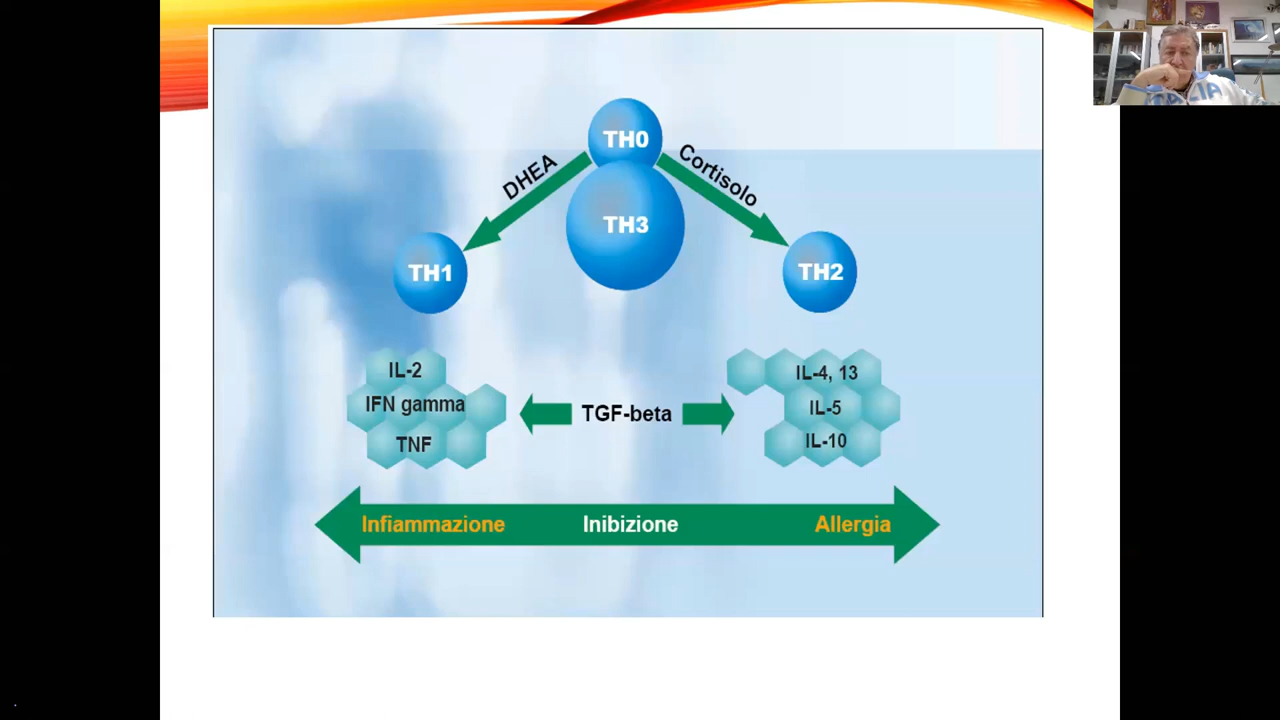 TH0
DHEA
Cortisolo
TH3
TH1
TH2
IL-2
IFN gamma
TNF
TGF-beta
IL-4, 13
IL-5
IL-10
Infiammazione
Inibizione
Allergia
ITALIA